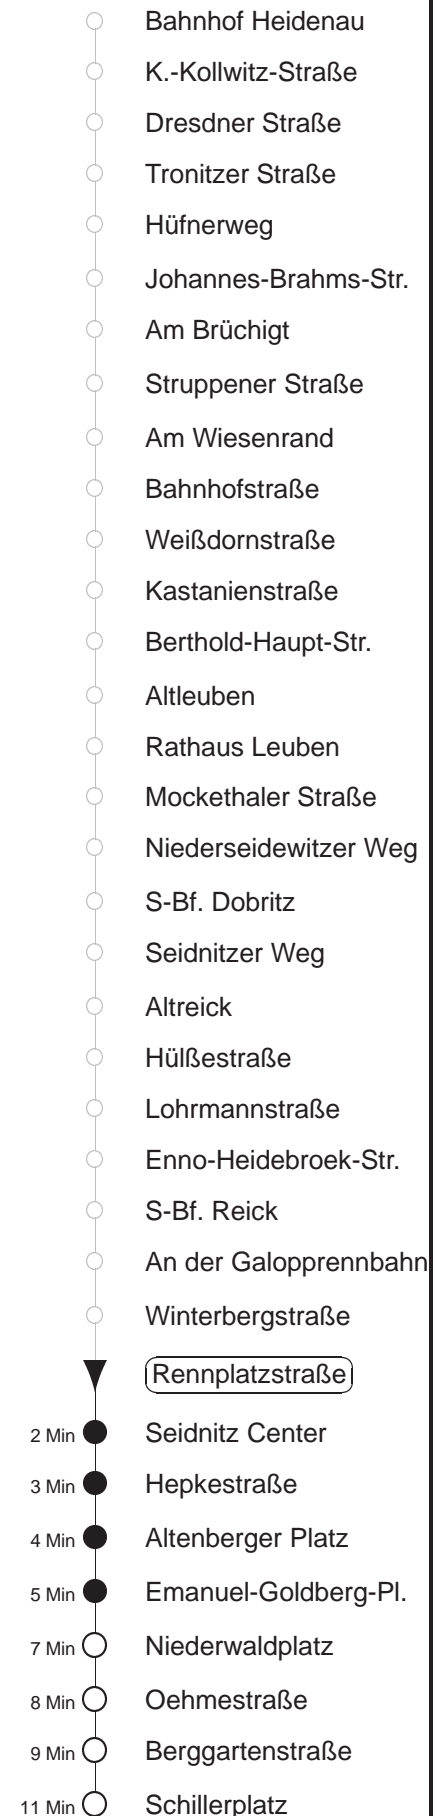 Bahnhof Heidenau
K.-Kollwitz-Straße
Dresdner Straße
Tronitzer Straße
Hüfnerweg
Johannes-Brahms-Str.
Am Brüchigt
Struppener Straße
Am Wiesenrand
Bahnhofstraße
Weißdornstraße
Kastanienstraße
Berthold-Haupt-Str.
Altleuben
Rathaus Leuben
Mockethaler Straße
Niederseidewitzer Weg
S-Bf. Dobritz
Seidnitzer Weg
Altreick
Hülßestraße
Lohrmannstraße
Enno-Heidebroek-Str.
S-Bf. Reick
An der Galopprennbahn
Winterbergstraße
Rennplatzstraße
2 Min Seidnitz Center
3 Min Hepkestraße
4 Min Altenberger Platz
5 Min Emanuel-Goldberg-Pl.
7 Min Niederwaldplatz
8 Min Oehmestraße
9 Min Berggartenstraße
11 Min Schillerplatz